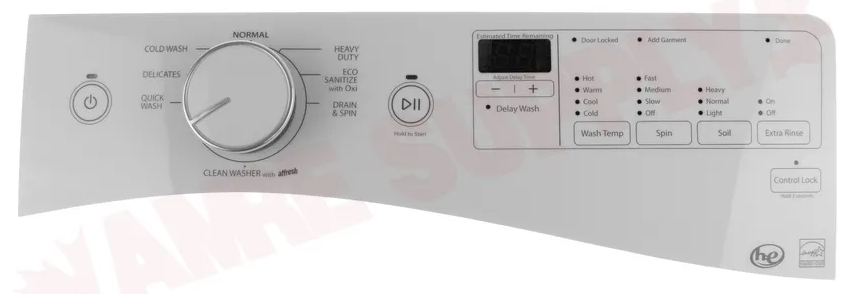 NORMAL
COLD WASH
HEAVY
DUTY
DELICATES
ECO
SANITIZE
with Oxi
QUICK
WASH
DRAIN
& SPIN
CLEAN WASHER with affresh
Hold to Start
Estimated Time Remaining
Adjust Delay Time
− | +
Delay Wash
Door Locked
Add Garment
Done
Hot
Warm
Cool
Cold
Wash Temp
Fast
Medium
Slow
Off
Spin
Heavy
Normal
Light
Soil
On
Off
Extra Rinse
Control Lock
Hold 3 seconds
he
AMRE SUPPLY